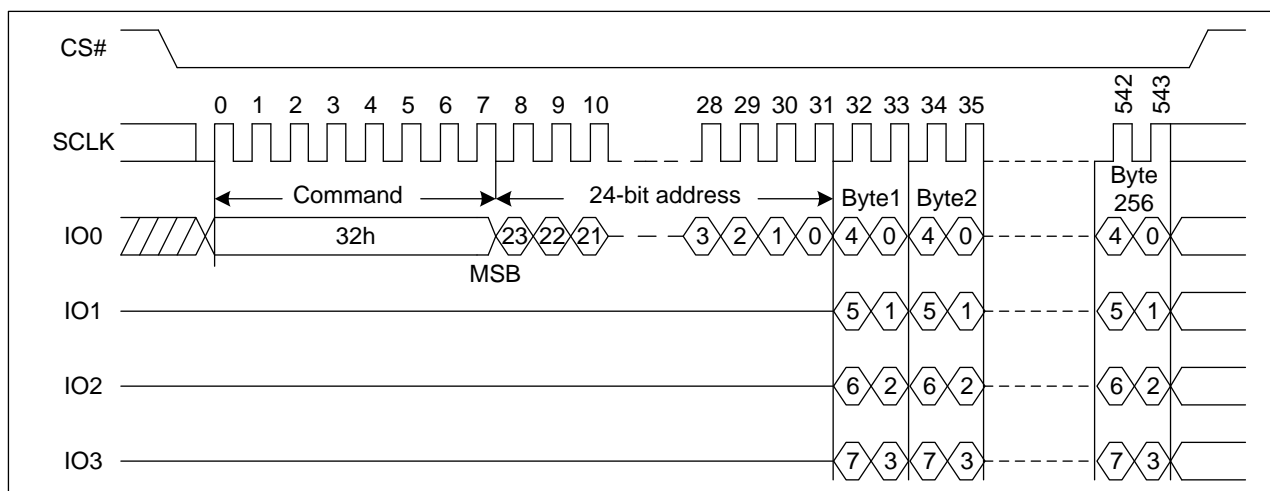 CS#
542
543
0 1 2 3 4 5 6 7 8 9 10 28 29 30 31 32 33 34 35
SCLK
Command 24-bit address Byte1 Byte2 Byte
256
IO0 32h 23 22 21 3 2 1 0 4 0 4 0 4 0
MSB
IO1 5 1 5 1 5 1
IO2 6 2 6 2 6 2
IO3 7 3 7 3 7 3